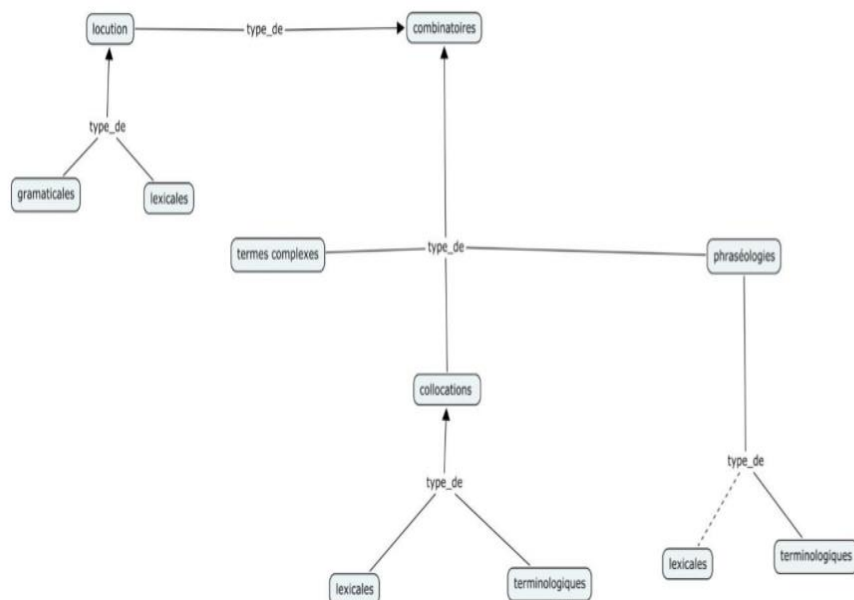 locution
type_de
combinatoires
type_de
gramaticales
lexicales
termes complexes
type_de
phraséologies
collocations
type_de
type_de
lexicales
terminologiques
lexicales
terminologiques